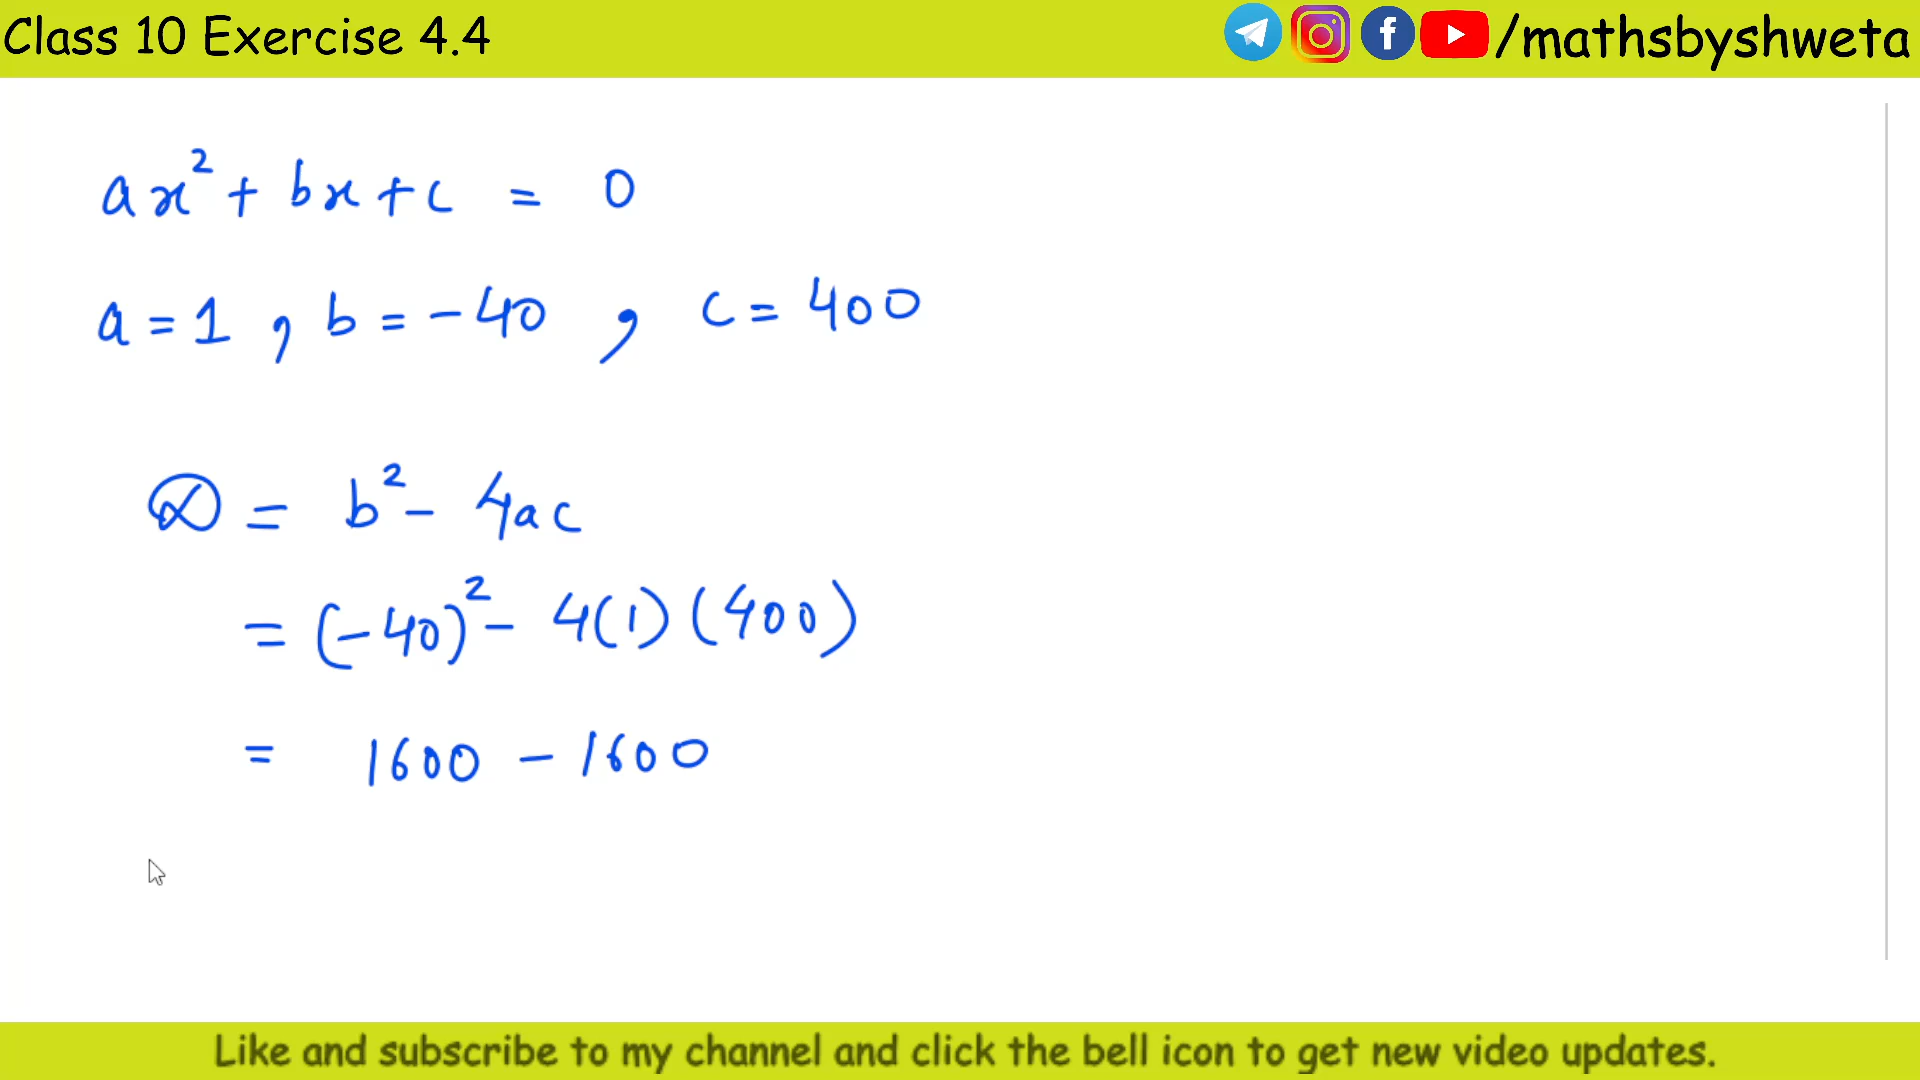 Class 10 Exercise 4.4
/mathsbyshweta
ax² + bx + c = 0
a = 1 , b = -40 , c = 400
D = b² - 4ac
= (-40)² - 4(1)(400)
= 1600 - 1600
Like and subscribe to my channel and click the bell icon to get new video updates.